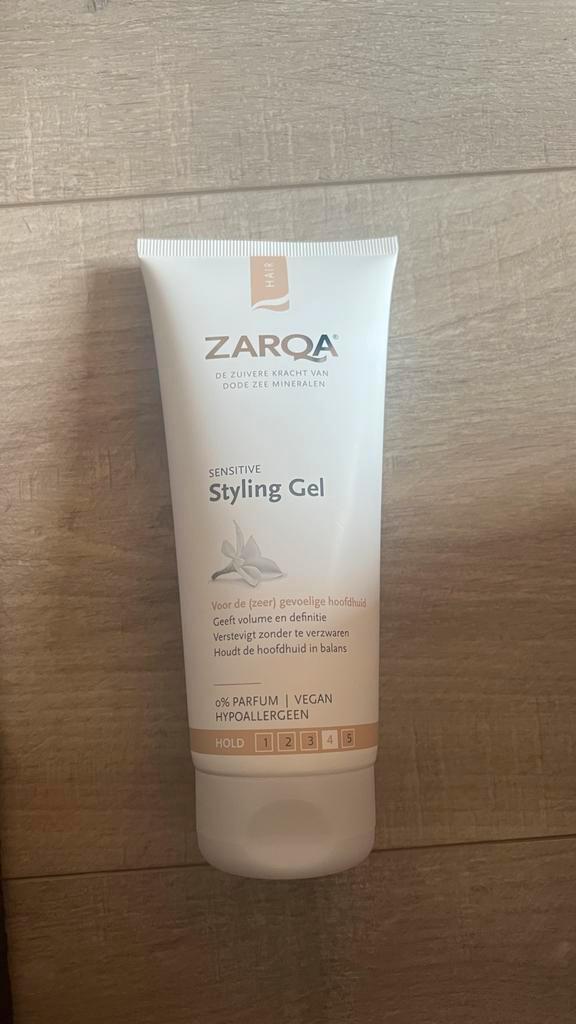 HAIR
ZARQA®
DE ZUIVERE KRACHT VAN
DODE ZEE MINERALEN
SENSITIVE
Styling Gel
Voor de (zeer) gevoelige hoofdhuid
Geeft volume en definitie
Verstevigt zonder te verzwaren
Houdt de hoofdhuid in balans
0% PARFUM | VEGAN
HYPOALLERGEEN
HOLD 1 2 3 4 5